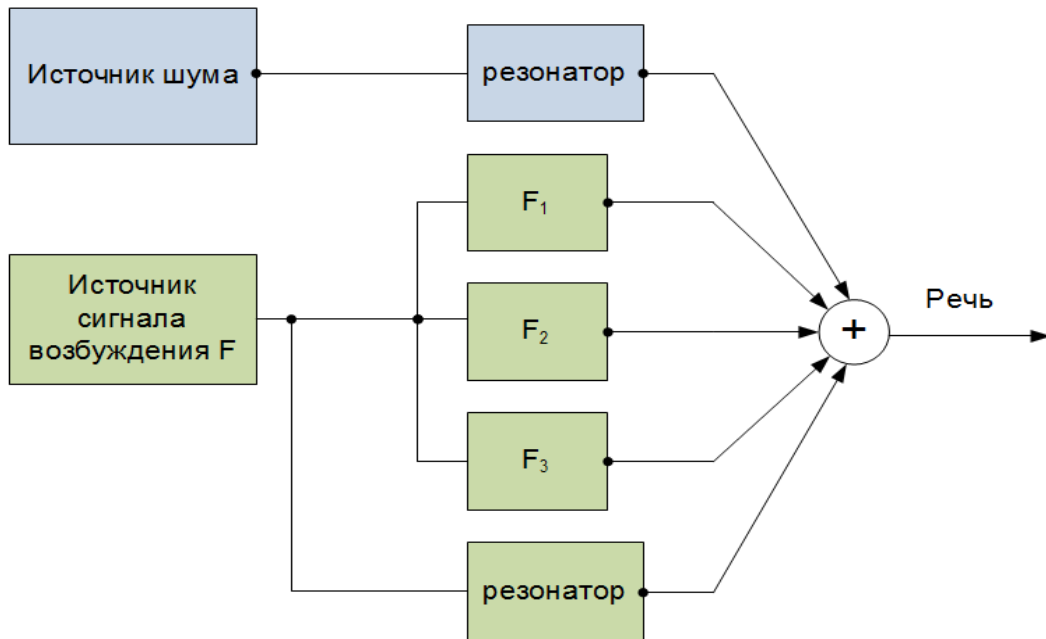 Источник шума
резонатор
F₁
Источник
сигнала
возбуждения F
F₂
+
Речь
F₃
резонатор